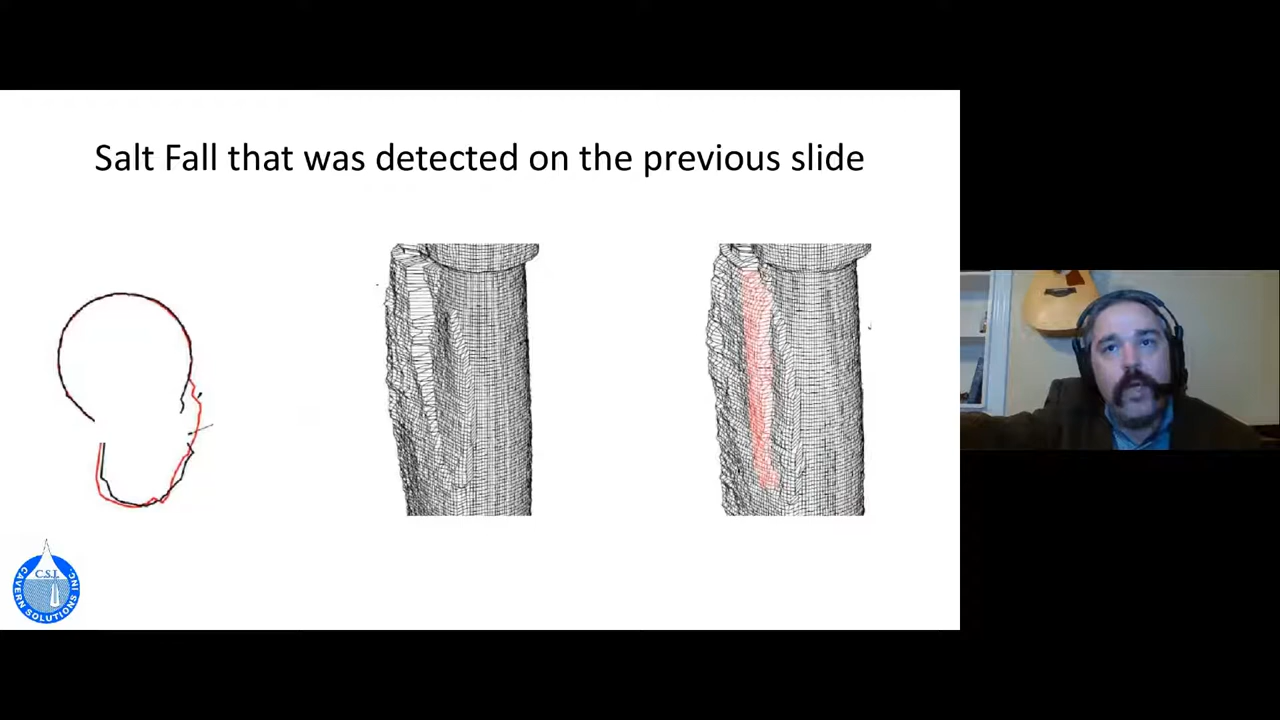 Salt Fall that was detected on the previous slide
C.S.I.
CAVERN SOLUTIONS INC.